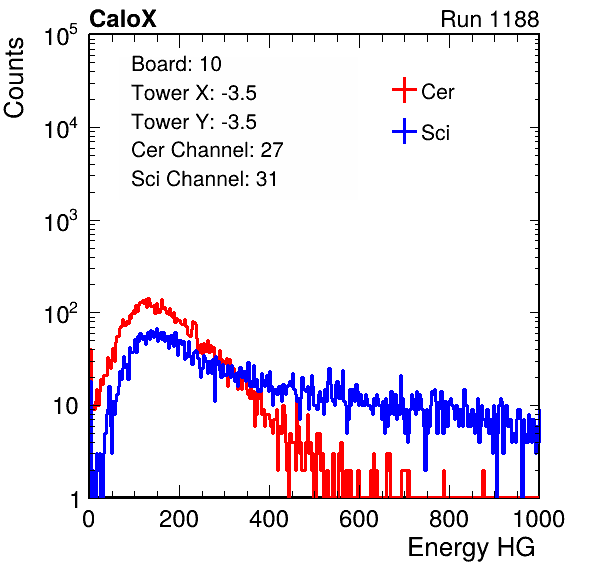 CaloX Run 1188
Counts
Board: 10
Tower X: -3.5
Tower Y: -3.5
Cer Channel: 27
Sci Channel: 31
Cer
Sci
10^5
10^4
10^3
10^2
10
1
0 200 400 600 800 1000
Energy HG